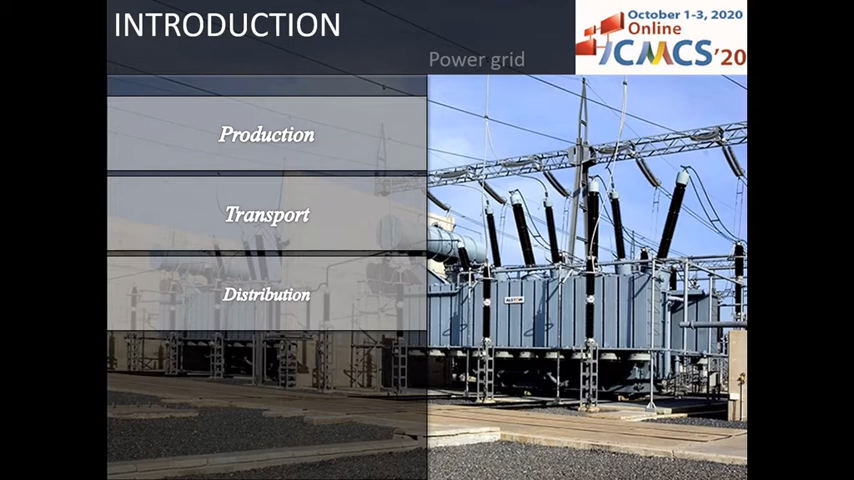 INTRODUCTION
Power grid
October 1-3, 2020
Online
ICMCS'20
Production
Transport
Distribution